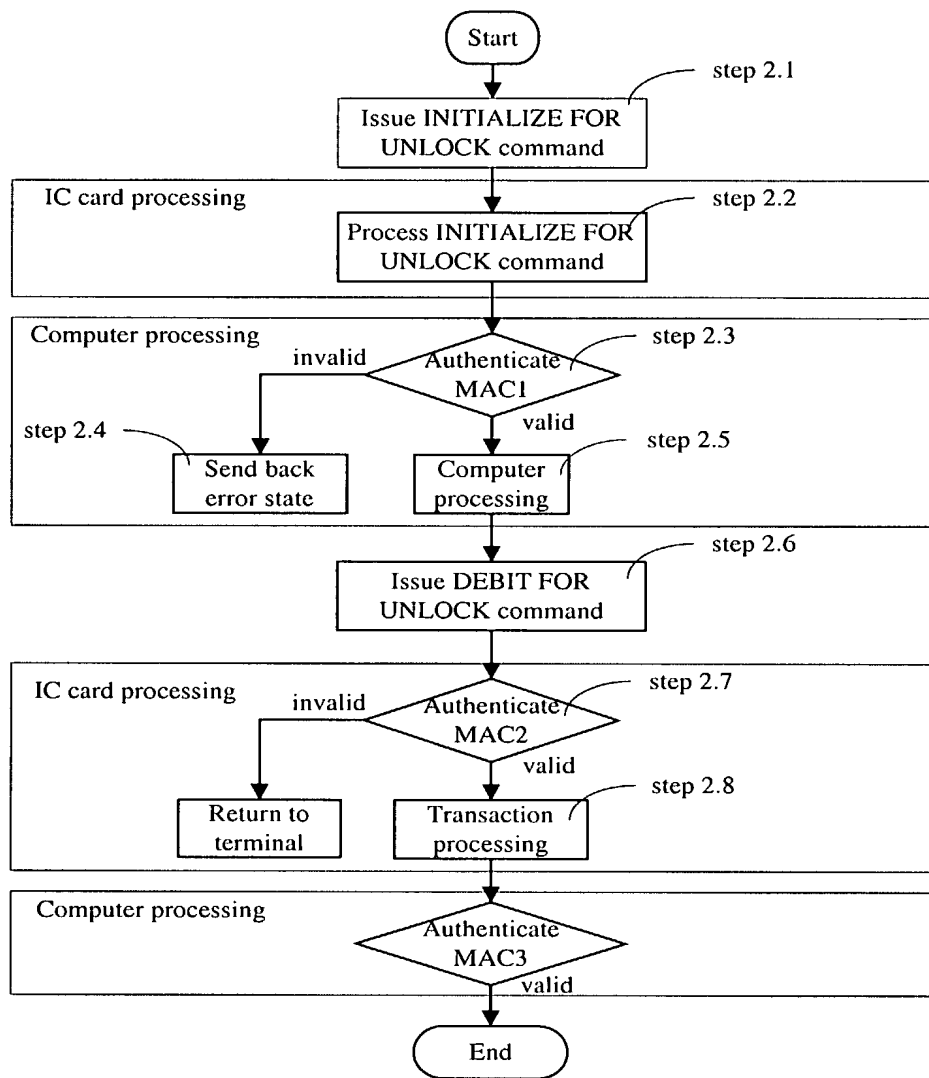 Start
step 2.1
Issue INITIALIZE FOR
UNLOCK command
IC card processing
step 2.2
Process INITIALIZE FOR
UNLOCK command
Computer processing
step 2.3
invalid
Authenticate
MAC1
valid
step 2.4
step 2.5
Send back
error state
Computer
processing
step 2.6
Issue DEBIT FOR
UNLOCK command
IC card processing
step 2.7
invalid
Authenticate
MAC2
valid
step 2.8
Return to
terminal
Transaction
processing
Computer processing
Authenticate
MAC3
valid
End